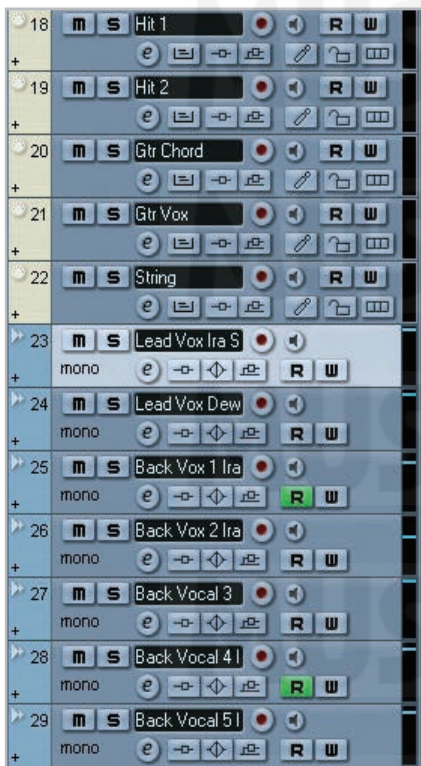 18 m S Hit 1 R W
+ e
19 m S Hit 2 R W
+ e
20 m S Gtr Chord R W
+ e
21 m S Gtr Vox R W
+ e
22 m S String R W
+ e
23 m S Lead Vox Ira S
+ mono e R W
24 m S Lead Vox Dew
+ mono e R W
25 m S Back Vox 1 Ira
+ mono e R W
26 m S Back Vox 2 Ira
+ mono e R W
27 m S Back Vocal 3
+ mono e R W
28 m S Back Vocal 4 I
+ mono e R W
29 m S Back Vocal 5 I
+ mono e R W